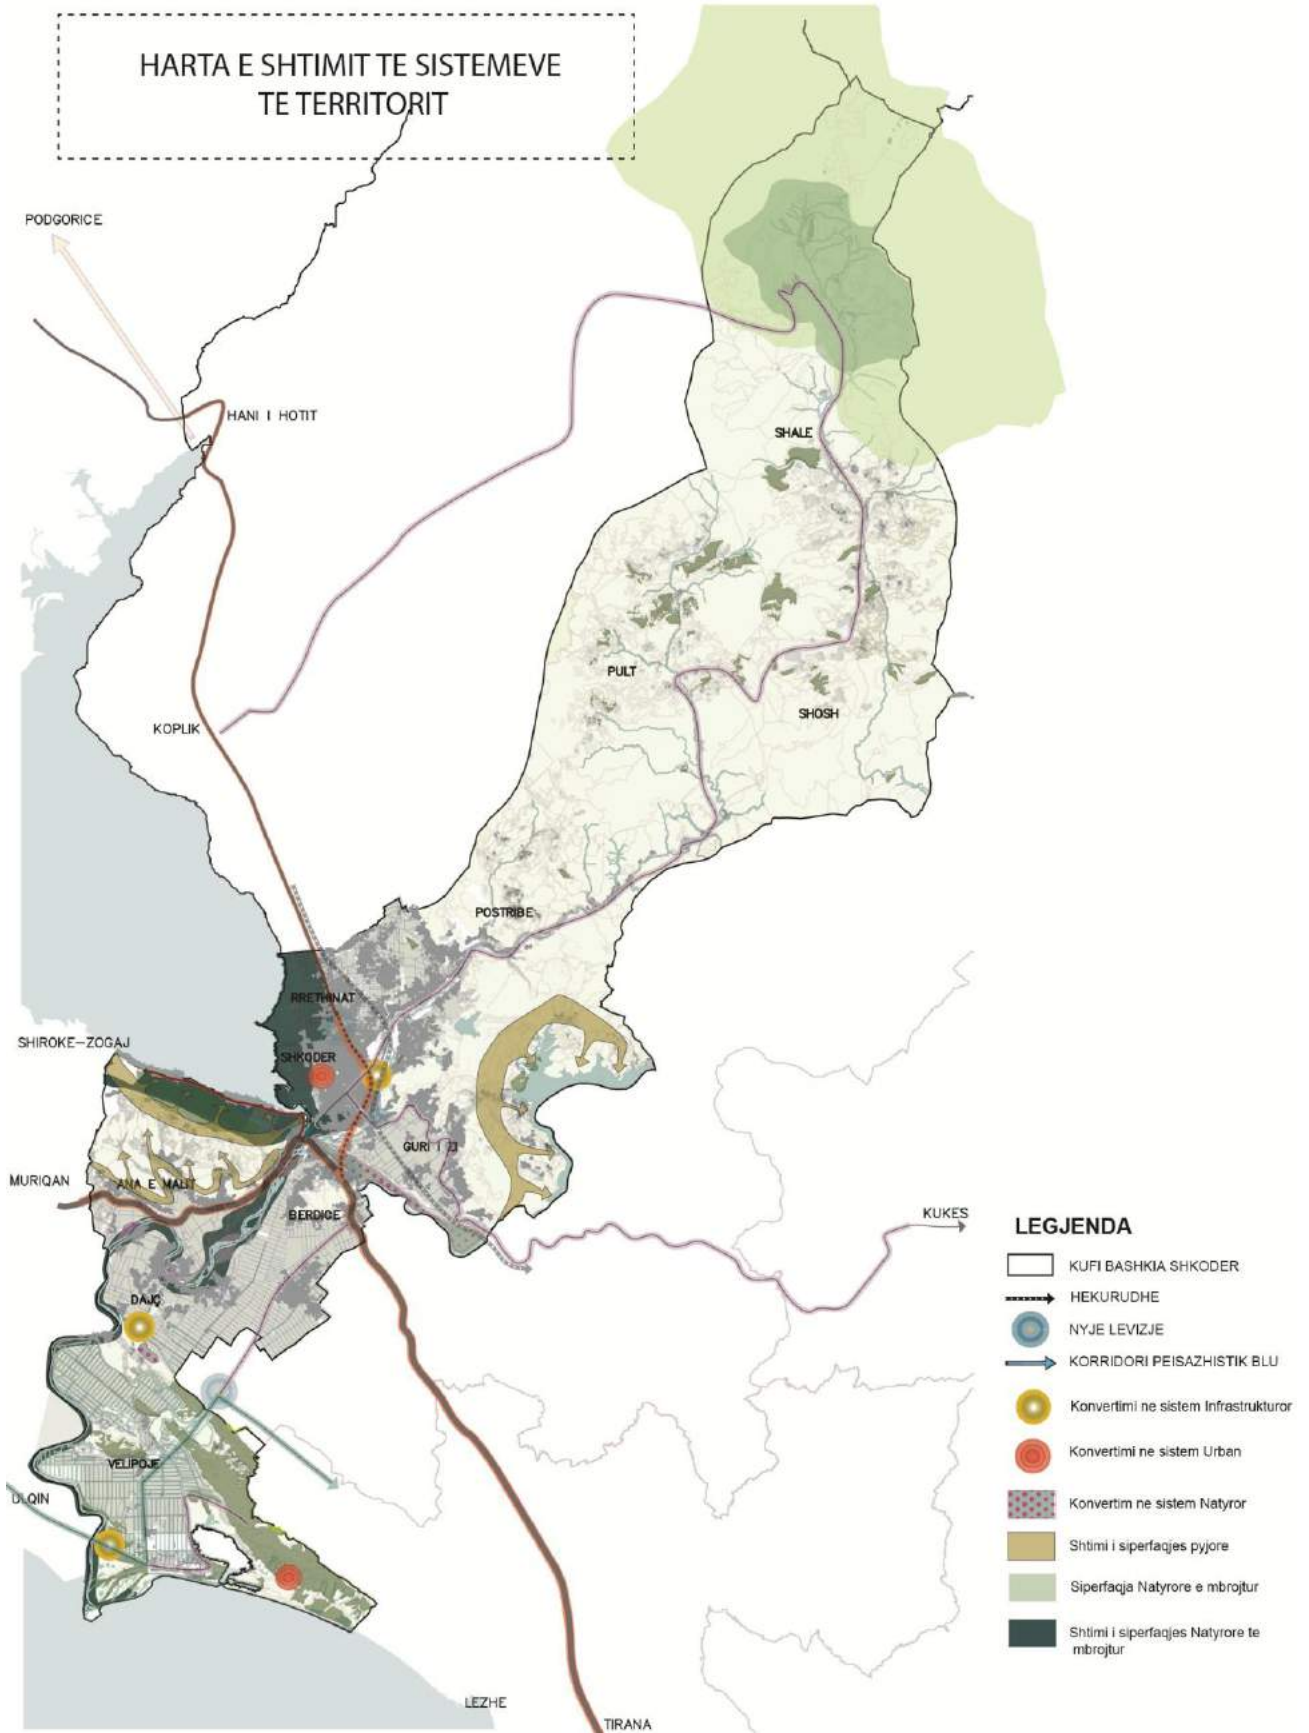 HARTA E SHTIMIT TE SISTEMEVE
TE TERRITORIT
PODGORICE
HANI I HOTIT
SHALE
PULT
SHOSH
KOPLIK
POSTRIBE
RRETHINAT
SHIROKE-ZOGAJ
SHKODER
GURI I ZI
MURIQAN
ANA E MALIT
BERDICE
KUKES
DAJÇ
VELIPOJE
ULQIN
LEZHE
TIRANA
LEGJENDA
KUFI BASHKIA SHKODER
HEKURUDHE
NYJE LEVIZJE
KORRIDORI PEISAZHISTIK BLU
Konvertimi ne sistem Infrastrukturor
Konvertimi ne sistem Urban
Konvertim ne sistem Natyror
Shtimi i siperfaqjes pyjore
Siperfaqja Natyrore e mbrojtur
Shtimi i siperfaqjes Natyrore te
mbrojtur